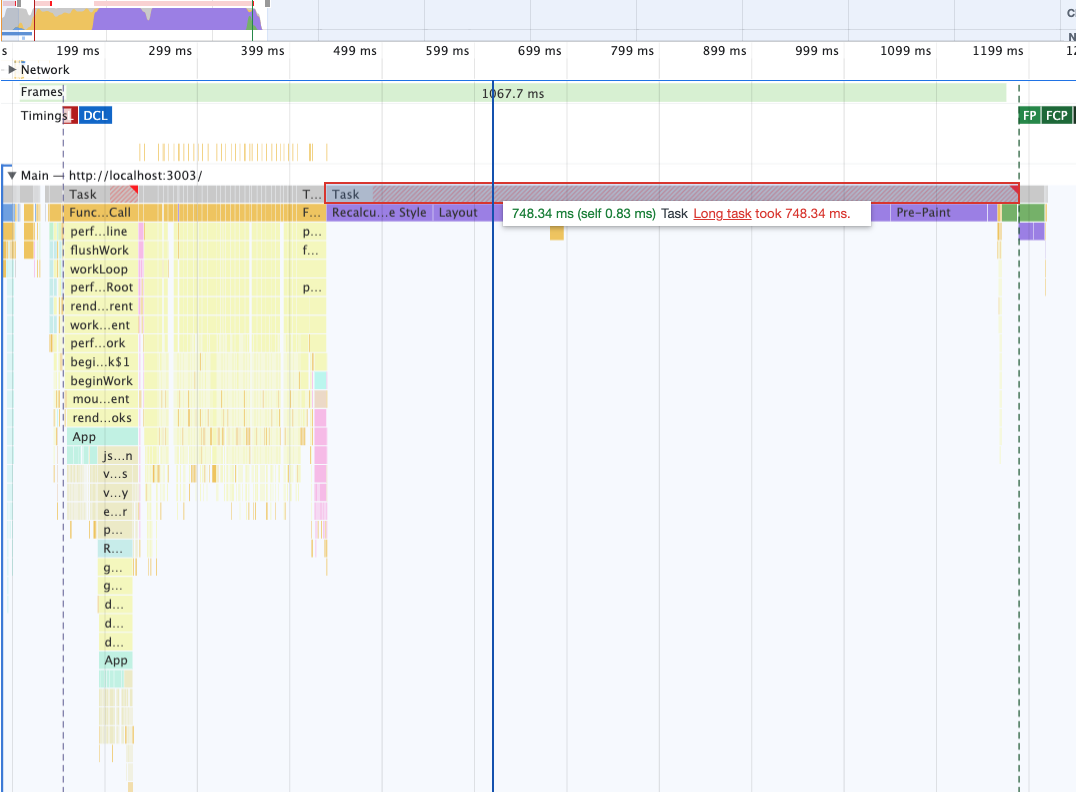 C
N
s 199 ms 299 ms 399 ms 499 ms 599 ms 699 ms 799 ms 899 ms 999 ms 1099 ms 1199 ms 12
Network
Frames 1067.7 ms
Timings L DCL FP FCP
Main — http://localhost:3003/
Task T... Task
Func...Call F... Recalcu...e Style Layout Pre-Paint
748.34 ms (self 0.83 ms) Task Long task took 748.34 ms.
perf...line p...
flushWork f...
workLoop
perf...Root p...
rend...rent
work...ent
perf...ork
begi...k$1
beginWork
mou...ent
rend...oks
App
js...n
v...s
v...y
e...r
p...
R...
g...
g...
d...
d...
d...
App